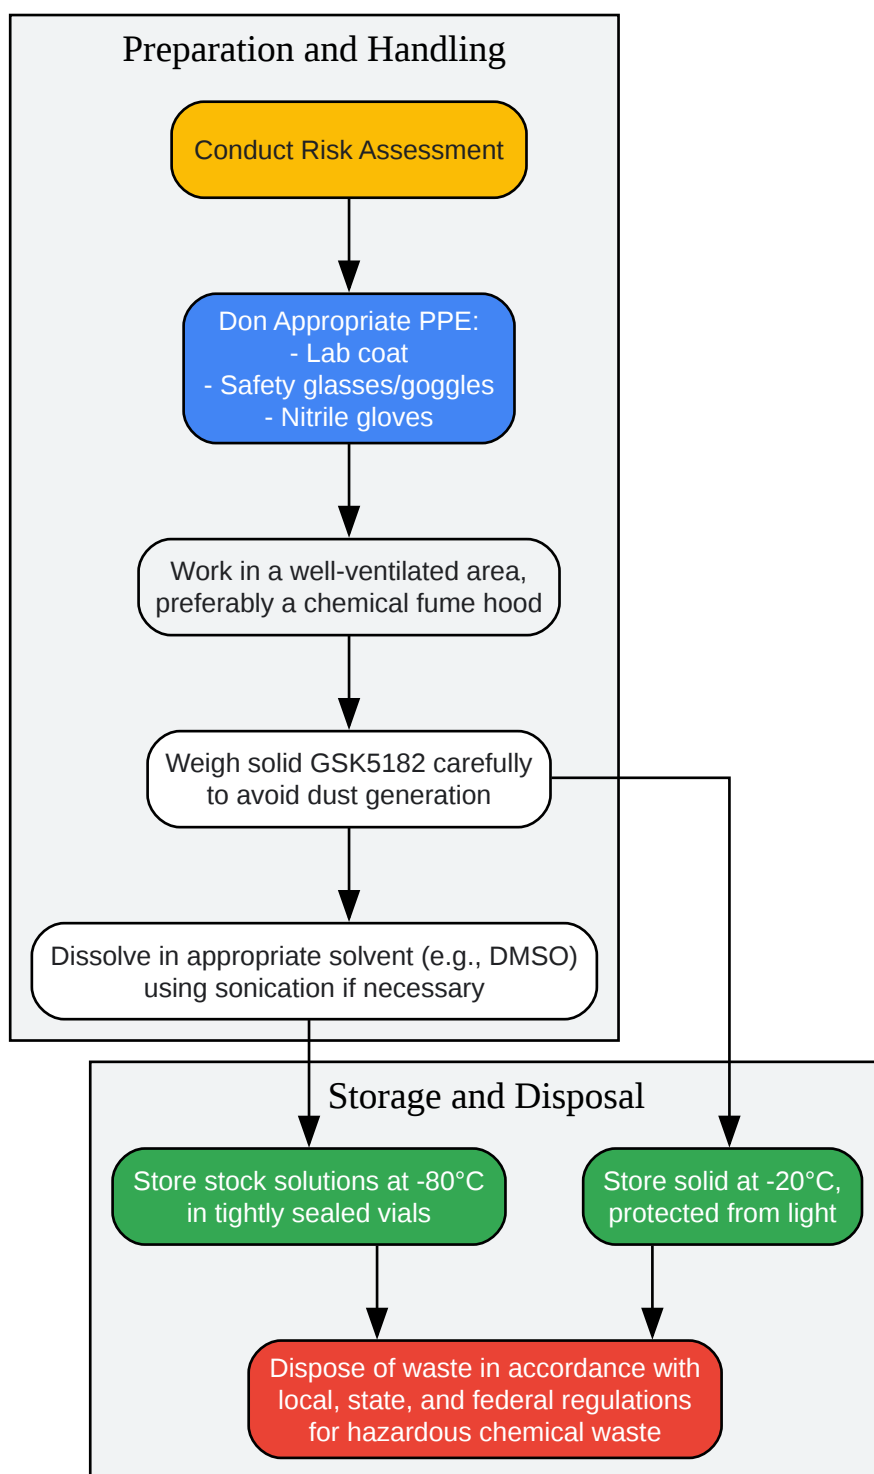 Preparation and Handling
Conduct Risk Assessment
Don Appropriate PPE:
- Lab coat
- Safety glasses/goggles
- Nitrile gloves
Work in a well-ventilated area,
preferably a chemical fume hood
Weigh solid GSK5182 carefully
to avoid dust generation
Dissolve in appropriate solvent (e.g., DMSO)
using sonication if necessary
Storage and Disposal
Store stock solutions at -80°C
in tightly sealed vials
Store solid at -20°C,
protected from light
Dispose of waste in accordance with
local, state, and federal regulations
for hazardous chemical waste